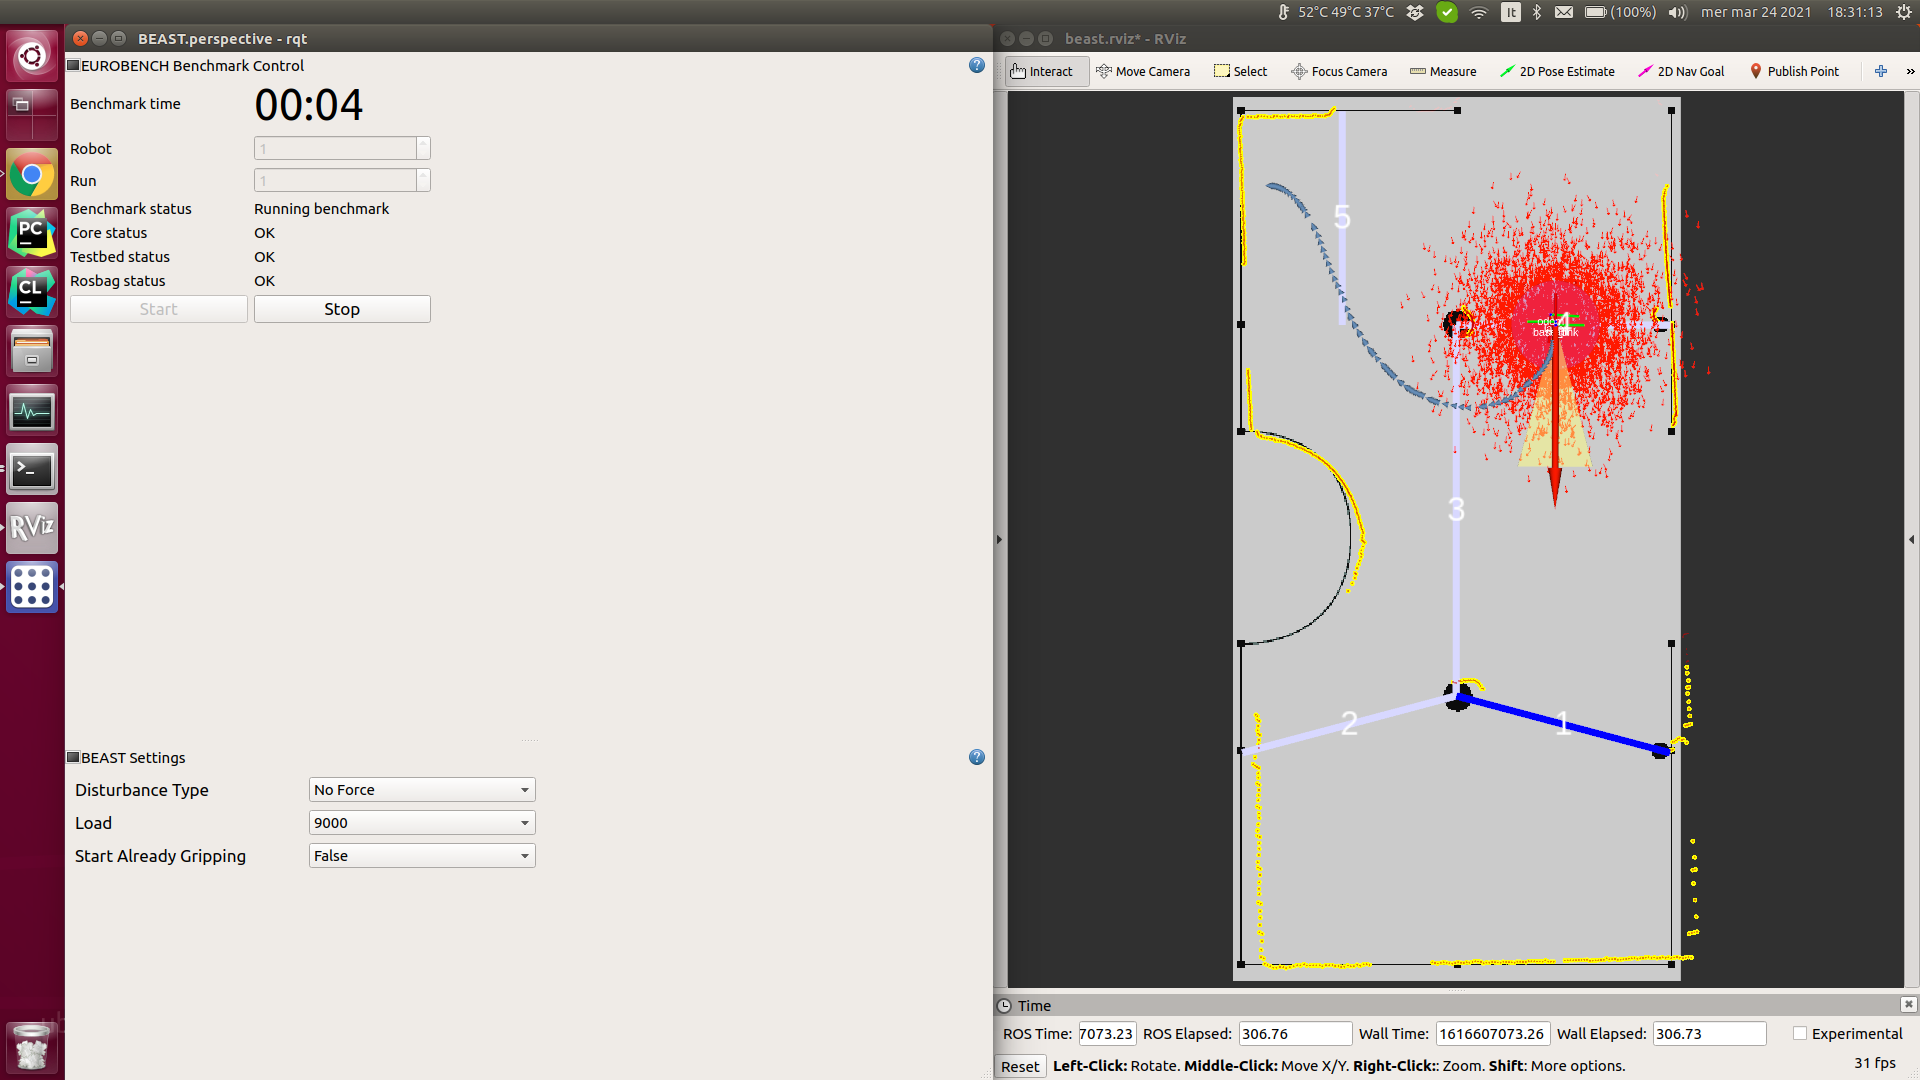 52°C 49°C 37°C It (100%) mer mar 24 2021 18:31:13
BEAST.perspective - rqt
EUROBENCH Benchmark Control
?
Benchmark time 00:04
Robot 1
Run 1
Benchmark status Running benchmark
Core status OK
Testbed status OK
Rosbag status OK
Start Stop
BEAST Settings
?
Disturbance Type No Force
Load 9000
Start Already Gripping False
PC
CL
>_
RViz
beast.rviz* - RViz
Interact Move Camera Select Focus Camera Measure 2D Pose Estimate 2D Nav Goal Publish Point »
5
4
3
2
1
Time
ROS Time: 7073.23 ROS Elapsed: 306.76 Wall Time: 1616607073.26 Wall Elapsed: 306.73 Experimental
Reset Left-Click: Rotate. Middle-Click: Move X/Y. Right-Click:: Zoom. Shift: More options. 31 fps